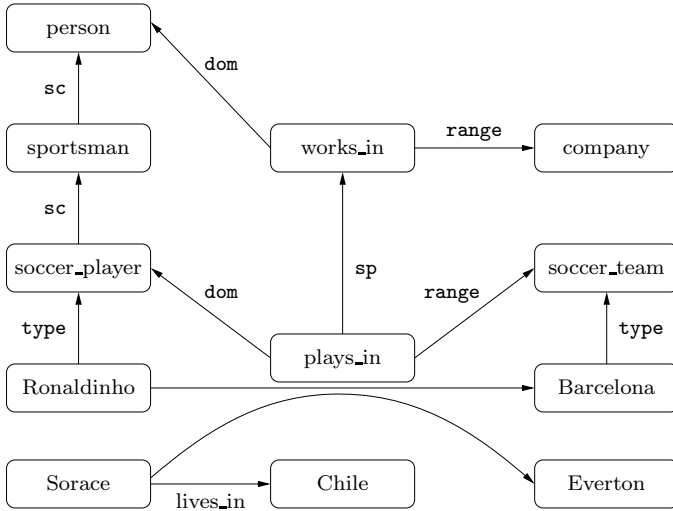 person
dom
sc
sportsman
works_in
range
company
sc
sp
soccer_player
dom
range
soccer_team
type
plays_in
type
Ronaldinho
Barcelona
Sorace
lives_in
Chile
Everton